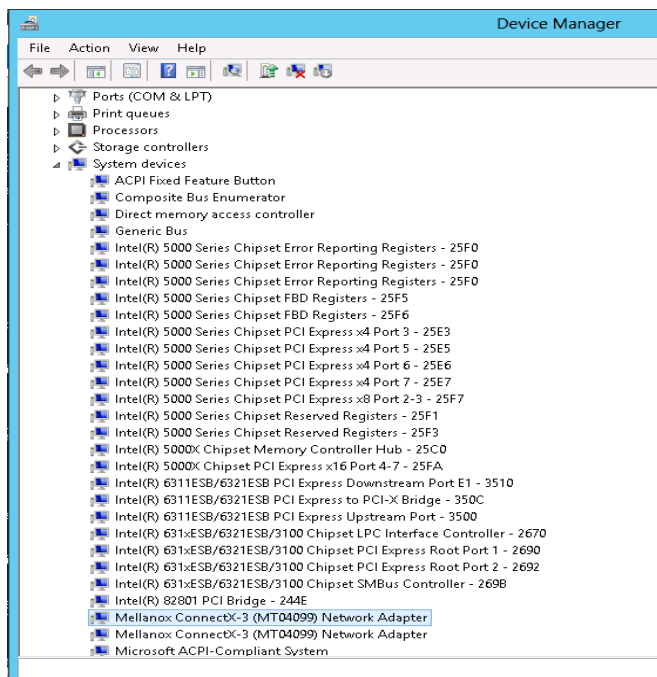 Device Manager
File Action View Help
Ports (COM & LPT)
Print queues
Processors
Storage controllers
System devices
ACPI Fixed Feature Button
Composite Bus Enumerator
Direct memory access controller
Generic Bus
Intel(R) 5000 Series Chipset Error Reporting Registers - 25F0
Intel(R) 5000 Series Chipset Error Reporting Registers - 25F0
Intel(R) 5000 Series Chipset Error Reporting Registers - 25F0
Intel(R) 5000 Series Chipset FBD Registers - 25F5
Intel(R) 5000 Series Chipset FBD Registers - 25F6
Intel(R) 5000 Series Chipset PCI Express x4 Port 3 - 25E3
Intel(R) 5000 Series Chipset PCI Express x4 Port 5 - 25E5
Intel(R) 5000 Series Chipset PCI Express x4 Port 6 - 25E6
Intel(R) 5000 Series Chipset PCI Express x4 Port 7 - 25E7
Intel(R) 5000 Series Chipset PCI Express x8 Port 2-3 - 25F7
Intel(R) 5000 Series Chipset Reserved Registers - 25F1
Intel(R) 5000 Series Chipset Reserved Registers - 25F3
Intel(R) 5000X Chipset Memory Controller Hub - 25C0
Intel(R) 5000X Chipset PCI Express x16 Port 4-7 - 25FA
Intel(R) 6311ESB/6321ESB PCI Express Downstream Port E1 - 3510
Intel(R) 6311ESB/6321ESB PCI Express to PCI-X Bridge - 350C
Intel(R) 6311ESB/6321ESB PCI Express Upstream Port - 3500
Intel(R) 631xESB/6321ESB/3100 Chipset LPC Interface Controller - 2670
Intel(R) 631xESB/6321ESB/3100 Chipset PCI Express Root Port 1 - 2690
Intel(R) 631xESB/6321ESB/3100 Chipset PCI Express Root Port 2 - 2692
Intel(R) 631xESB/6321ESB/3100 Chipset SMBus Controller - 269B
Intel(R) 82801 PCI Bridge - 244E
Mellanox ConnectX-3 (MT04099) Network Adapter
Mellanox ConnectX-3 (MT04099) Network Adapter
Microsoft ACPI-Compliant System